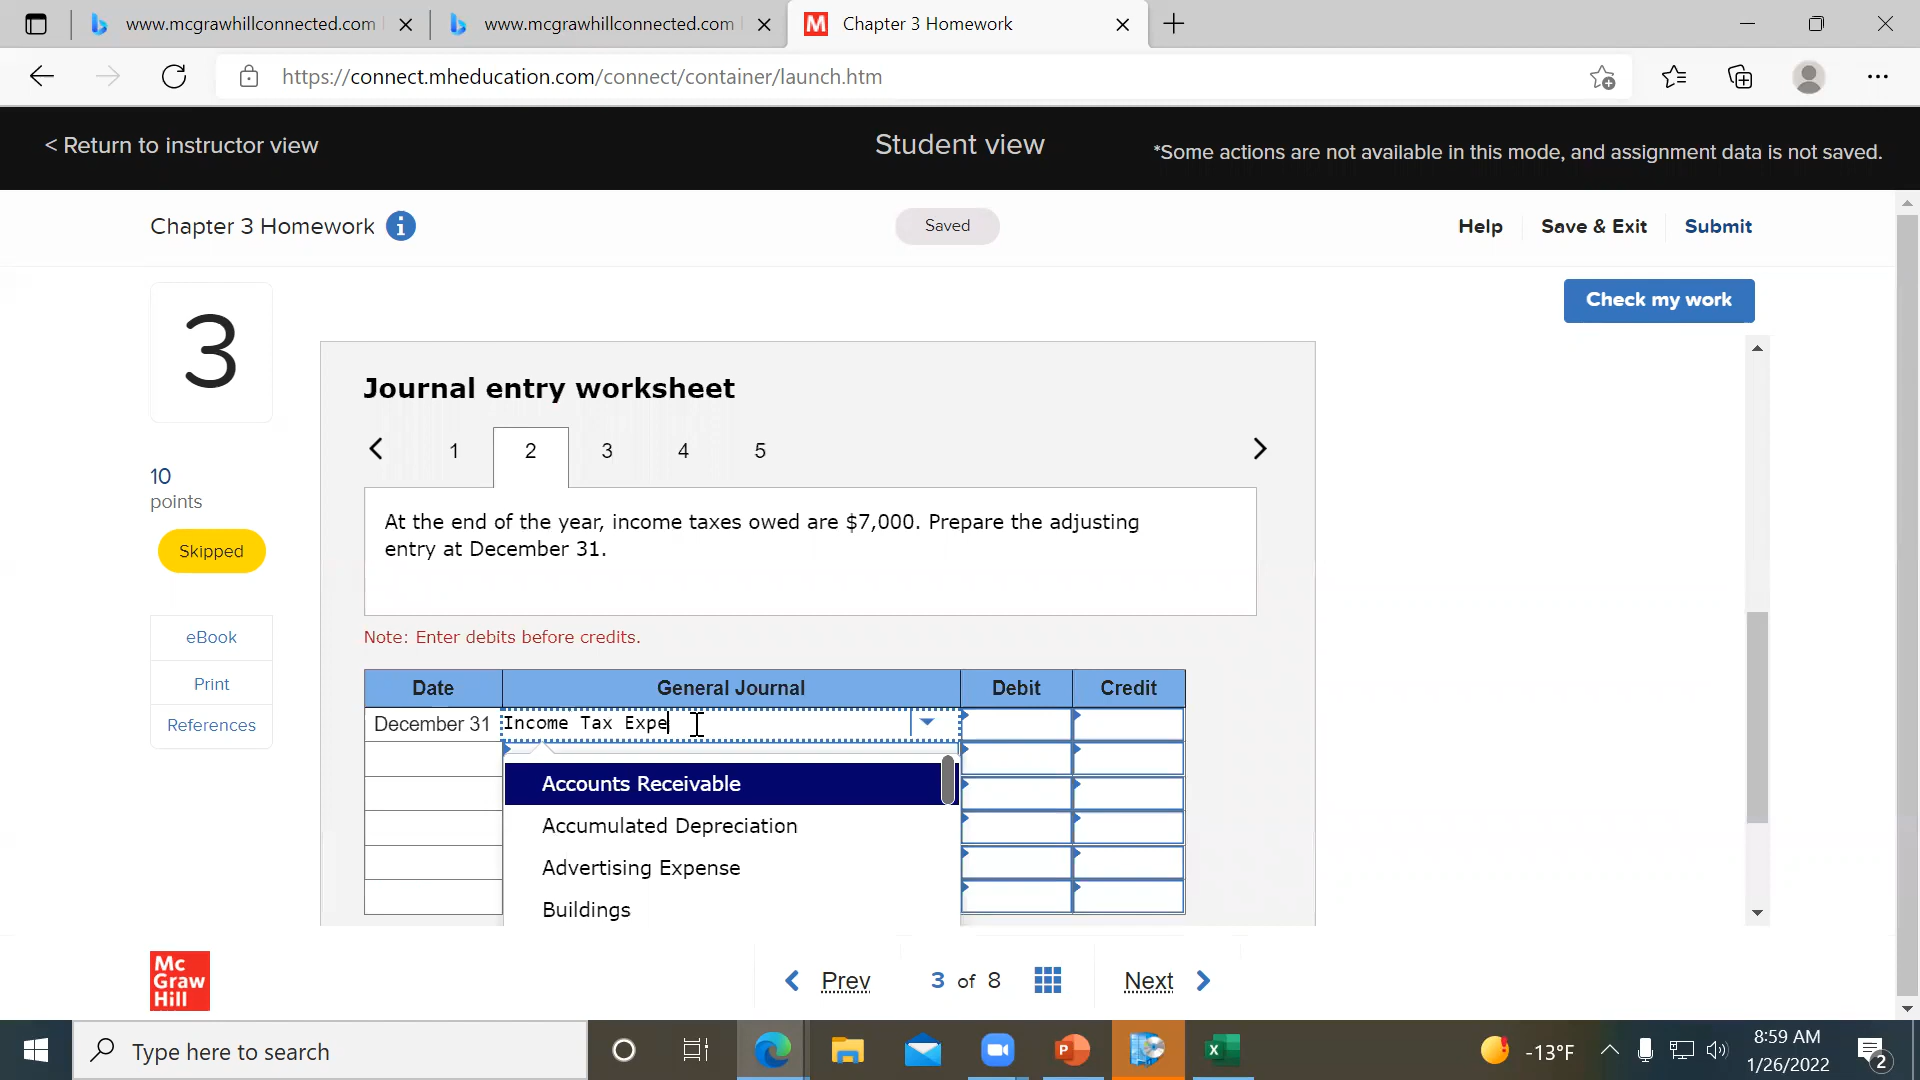 www.mcgrawhillconnected.com
www.mcgrawhillconnected.com
M
Chapter 3 Homework
https://connect.mheducation.com/connect/container/launch.htm
< Return to instructor view
Student view
*Some actions are not available in this mode, and assignment data is not saved.
Chapter 3 Homework
i
Saved
Help
Save & Exit
Submit
3
Check my work
10
points
Skipped
eBook
Print
References
Journal entry worksheet
1 2 3 4 5
At the end of the year, income taxes owed are $7,000. Prepare the adjusting
entry at December 31.
Note: Enter debits before credits.
Date General Journal Debit Credit
December 31 Income Tax Expe
Accounts Receivable
Accumulated Depreciation
Advertising Expense
Buildings
Mc
Graw
Hill
Prev
3 of 8
Next
Type here to search
P
X
-13°F
8:59 AM
1/26/2022
2